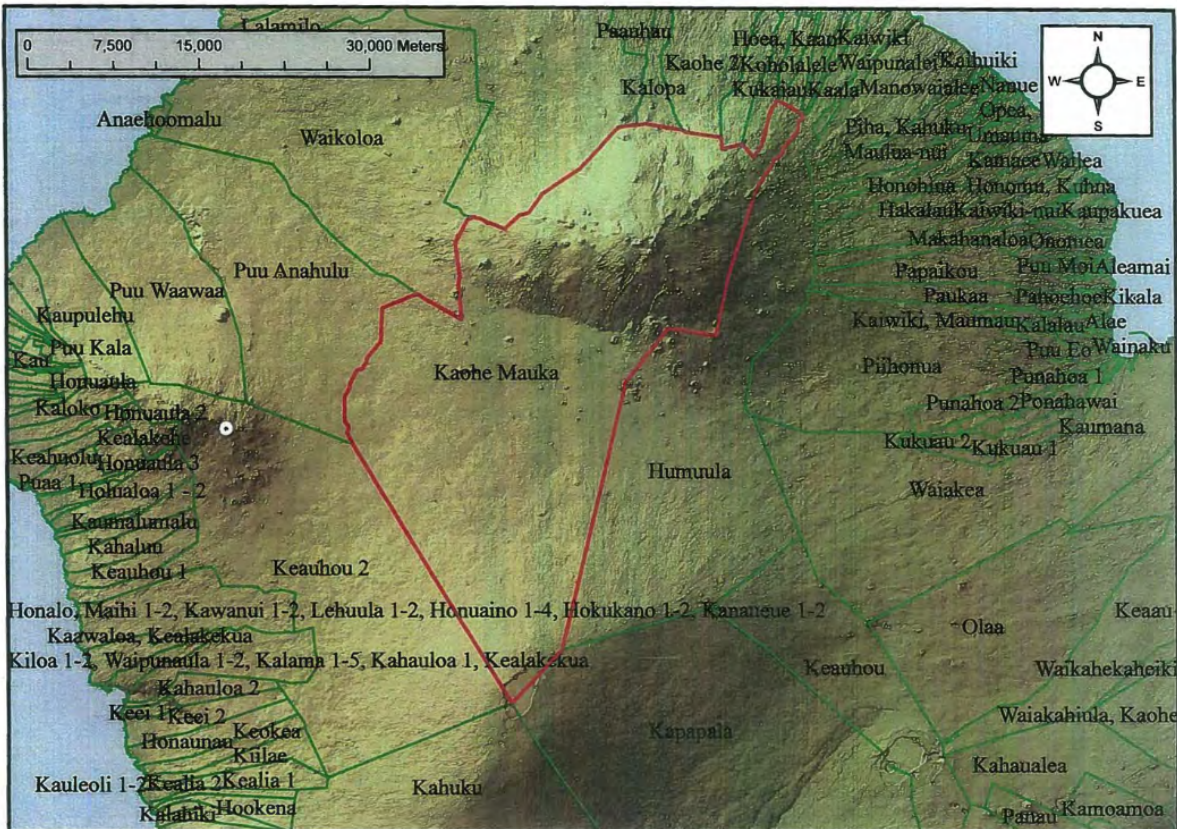 Lalamilo
0 7,500 15,000 30,000 Meters
Paauhau
Hoea, Kaao Kaiwiki
Kaohe 2 Koholalele Waipunalei Kaihuiki
Kalopa
Kukaiau Kaala Manowaialee Nanue
N
W E
S
Opea,
Anaehoomalu
Waikoloa
Piha, Kahuku Umauma
Maulua-nui
Kamaee Wailea
Honohina Honomu, Kuhua
Hakalau Kaiwiki-nui Kaupakuea
Makahanaloa Onomea
Puu Anahulu
Papaikou Puu Moi Aleamai
Puu Waawaa
Paukaa Pahoehoe Kikala
Kaupulehu
Kaiwiki, Maumau Kalalau Alae
Puu Kala
Puu Eo Wainaku
Kau
Kaohe Mauka
Piihonua
Honuaula
Punahoa 1
Kaloko Honuaula 2
Punahoa 2 Ponahawai
Kaumana
Kealakehe
Kukuau 2 Kukuau 1
Keahuolu Honuaula 3
Humuula
Puaa 1 Holualoa 1 - 2
Waiakea
Kaumalumalu
Kahaluu
Keauhou 1
Keauhou 2
Honalo, Maihi 1-2, Kawanui 1-2, Lehuula 1-2, Honuaino 1-4, Hokukano 1-2, Kanaueue 1-2
Keaau-
Kaawaloa, Kealakekua
Olaa
Kiloa 1-2, Waipunaula 1-2, Kalama 1-5, Kahauloa 1, Kealakekua
Keauhou
Waikahekaheiki
Kahauloa 2
Keei 1 Keei 2
Waiakahiula, Kaohe
Keokea
Kapapala
Honaunau
Kiilae
Kahaualea
Kauleoli 1-2 Kealia 2 Kealia 1
Kahuku
Hookena
Kalahiki
Panau
Kamoamoa